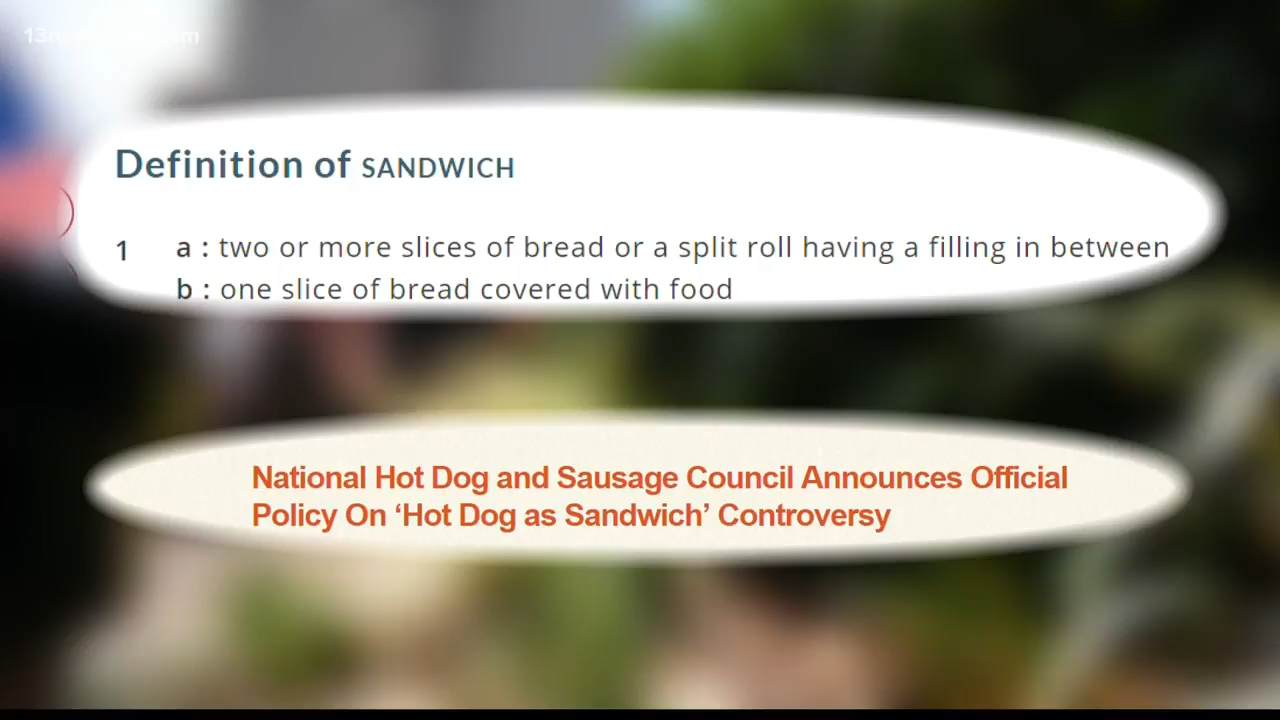 Definition of SANDWICH
1 a : two or more slices of bread or a split roll having a filling in between
b : one slice of bread covered with food
National Hot Dog and Sausage Council Announces Official
Policy On ‘Hot Dog as Sandwich’ Controversy